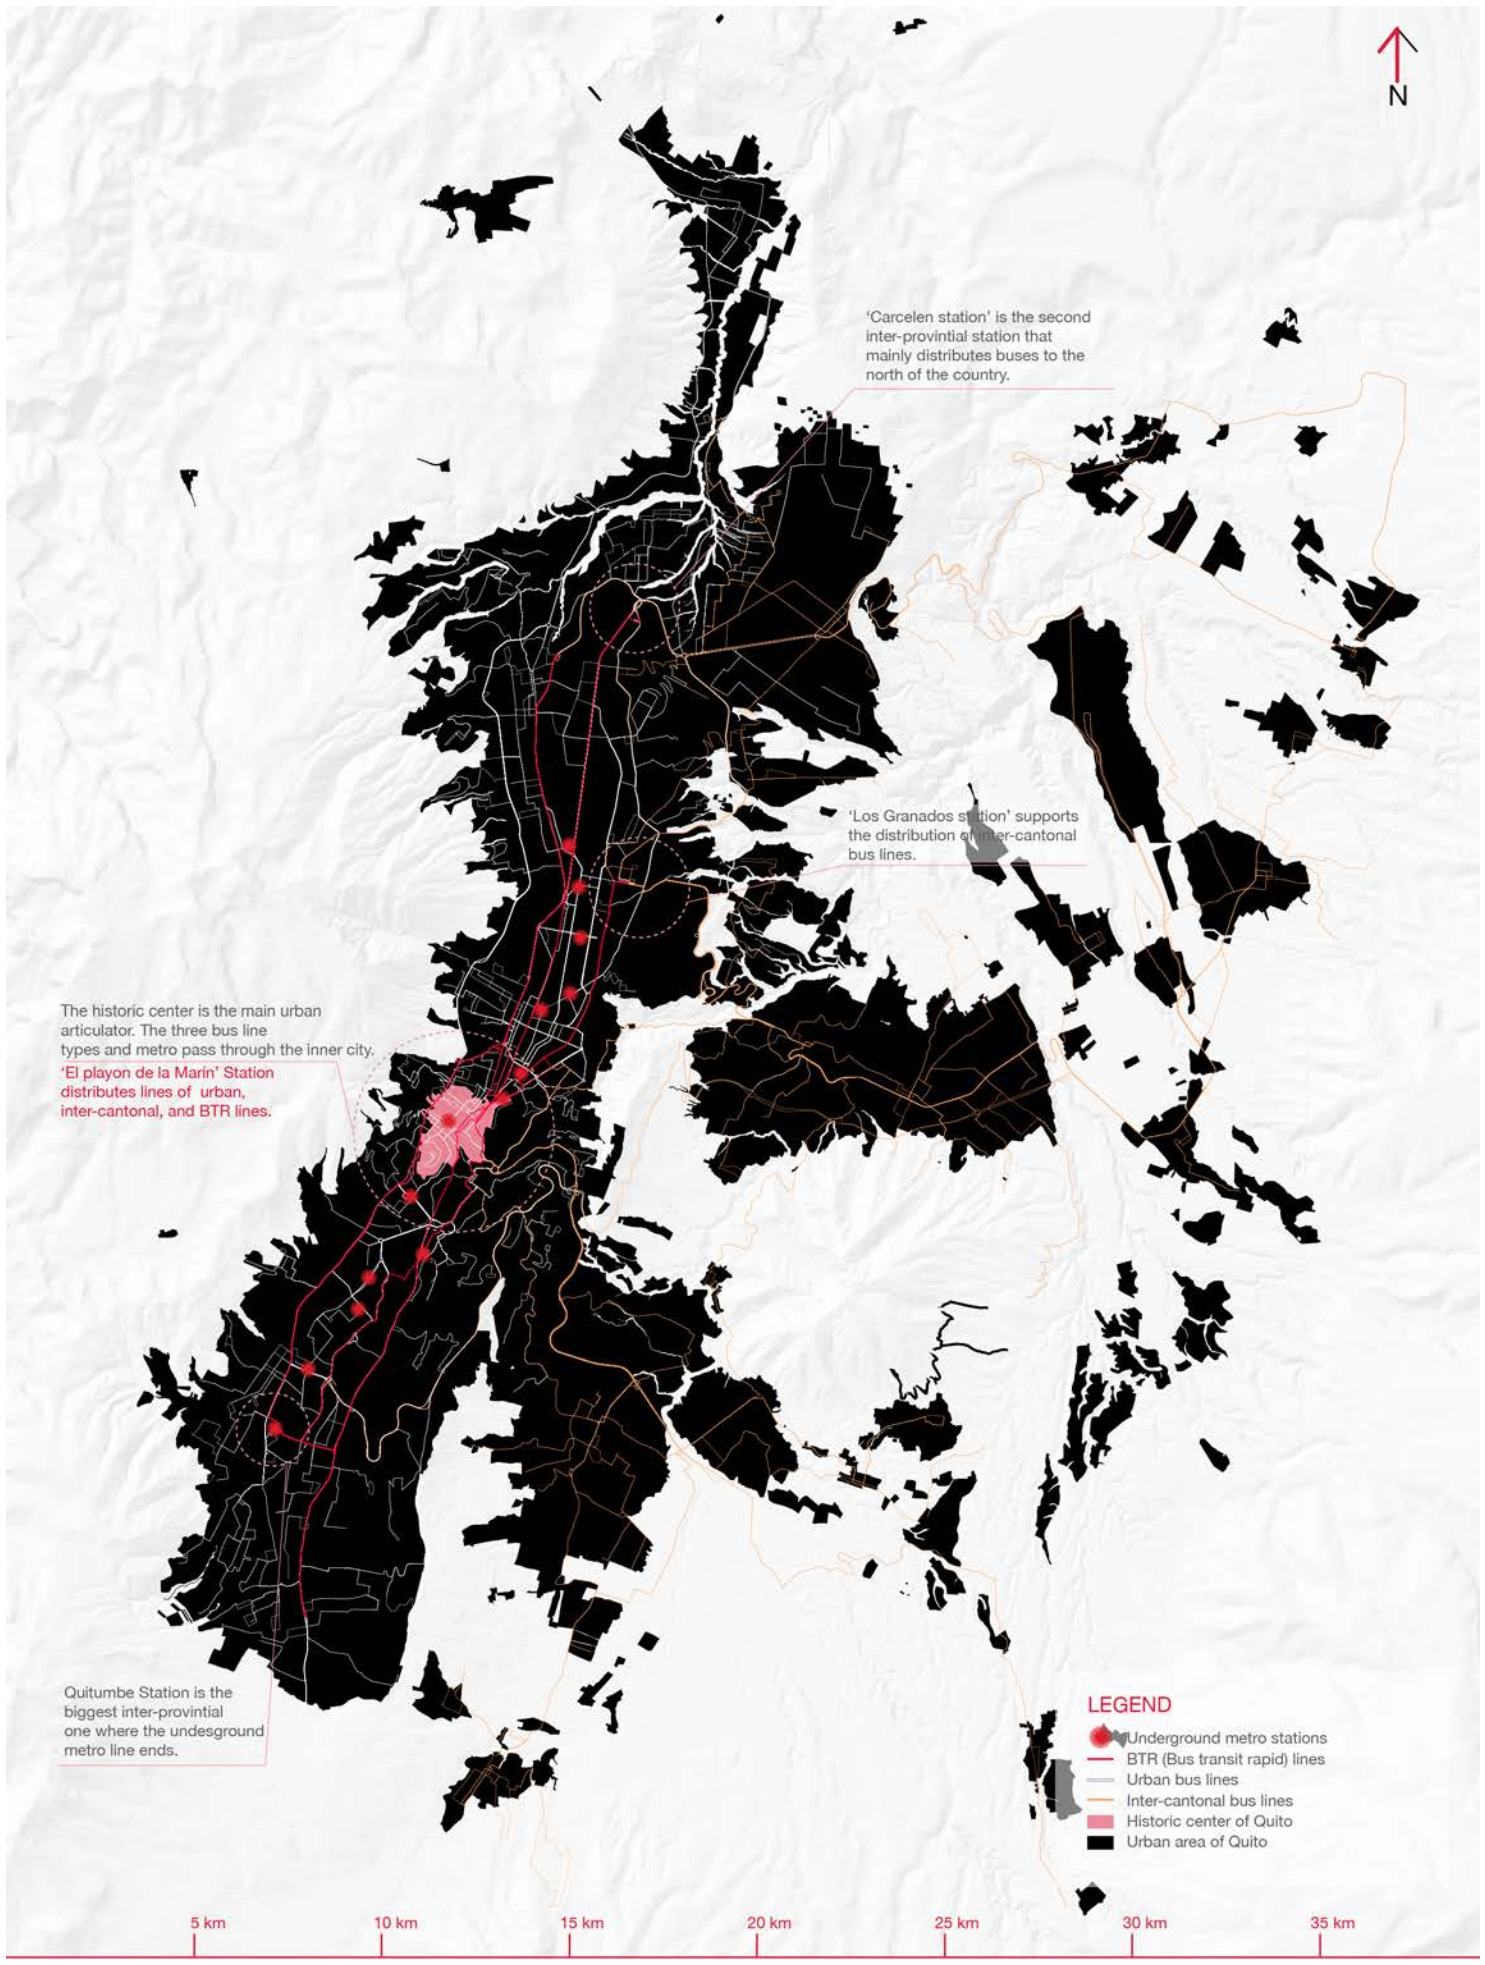 N
'Carcelen station' is the second
inter-provintial station that
mainly distributes buses to the
north of the country.
'Los Granados station' supports
the distribution of inter-cantonal
bus lines.
The historic center is the main urban
articulator. The three bus line
types and metro pass through the inner city.
'El playon de la Marin' Station
distributes lines of urban,
inter-cantonal, and BTR lines.
Quitumbe Station is the
biggest inter-provintial
one where the undesground
metro line ends.
LEGEND
Underground metro stations
BTR (Bus transit rapid) lines
Urban bus lines
Inter-cantonal bus lines
Historic center of Quito
Urban area of Quito
5 km 10 km 15 km 20 km 25 km 30 km 35 km